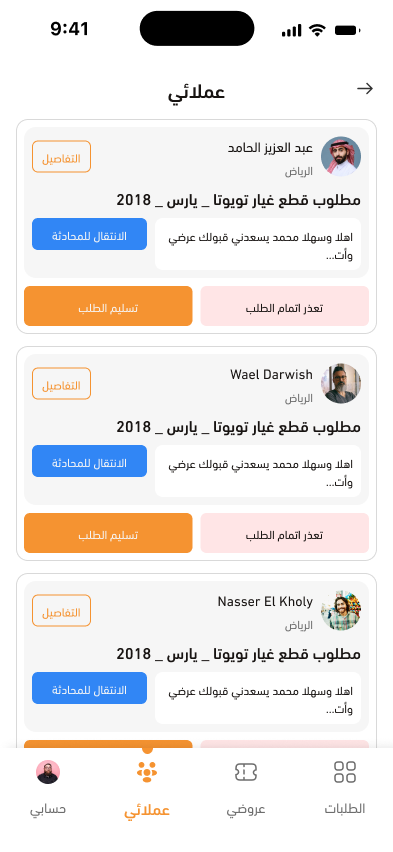 9:41
عملائي
عبد العزيز الحامد
الرياض
التفاصيل
مطلوب قطع غيار تويوتا _ يارس _ 2018
اهلا وسهلا محمد يسعدني قبولك عرضي
وأت...
الانتقال للمحادثة
تعذر اتمام الطلب
تسليم الطلب
Wael Darwish
الرياض
التفاصيل
مطلوب قطع غيار تويوتا _ يارس _ 2018
اهلا وسهلا محمد يسعدني قبولك عرضي
وأت...
الانتقال للمحادثة
تعذر اتمام الطلب
تسليم الطلب
Nasser El Kholy
الرياض
التفاصيل
مطلوب قطع غيار تويوتا _ يارس _ 2018
اهلا وسهلا محمد يسعدني قبولك عرضي
وأت...
الانتقال للمحادثة
الطلبات
عروضي
عملائي
حسابي